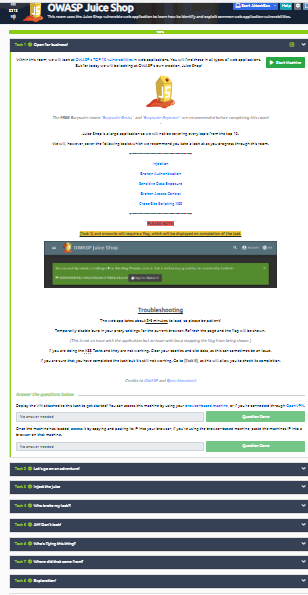 OWASP Juice Shop
This room uses the Juice Shop vulnerable web application to learn how to identify and exploit common web application vulnerabilities.
Start AttackBox
Help
Task 1
Open for business!
Within this room, we will look at OWASP's TOP 10 vulnerabilities in web applications. You will find these in all types of web applications.
But for today we will be looking at OWASP's own creation, Juice Shop!
Start Machine
The FREE Burpsuite rooms 'Burpsuite Basics' and 'Burpsuite Repeater' are recommended before completing this room!
Juice Shop is a large application so we will not be covering every topic from the top 10.
We will, however, cover the following topics which we recommend you take a look at as you progress through this room.
Injection
Broken Authentication
Sensitive Data Exposure
Broken Access Control
Cross-Site Scripting XSS
PLEASE NOTE!
[Task 3] and onwards will require a flag, which will be displayed on completion of the task.
OWASP Juice Shop
Troubleshooting
The web app takes about 2-5 minutes to load, so please be patient!
Temporarily disable burp in your proxy settings for the current browser. Refresh the page and the flag will be shown.
(This is not an issue with the application but an issue with burp stopping the flag from being shown.)
If you are doing the XSS Tasks and they are not working. Clear your cookies and site data, as this can sometimes be an issue.
If you are sure that you have completed the task but it's still not working. Go to [Task 8], as this will allow you to check its completion.
Credits to OWASP and
Answer the questions below
Deploy the VM attached to this task to get started! You can access this machine by using your browser-based machine, or if you're connected through OpenVPN.
No answer needed
Question Done
Once the machine has loaded, access it by copying and pasting its IP into your browser; if you're using the browser-based machine, paste the machines IP into a browser on that machine.
No answer needed
Question Done
Task 2
Let's go on an adventure!
Task 3
Inject the juice
Task 4
Who broke my lock?!
Task 5
AH! Don't look!
Task 6
Who's flying this thing?
Task 7
Where did that come from?
Task 8
Exploration!